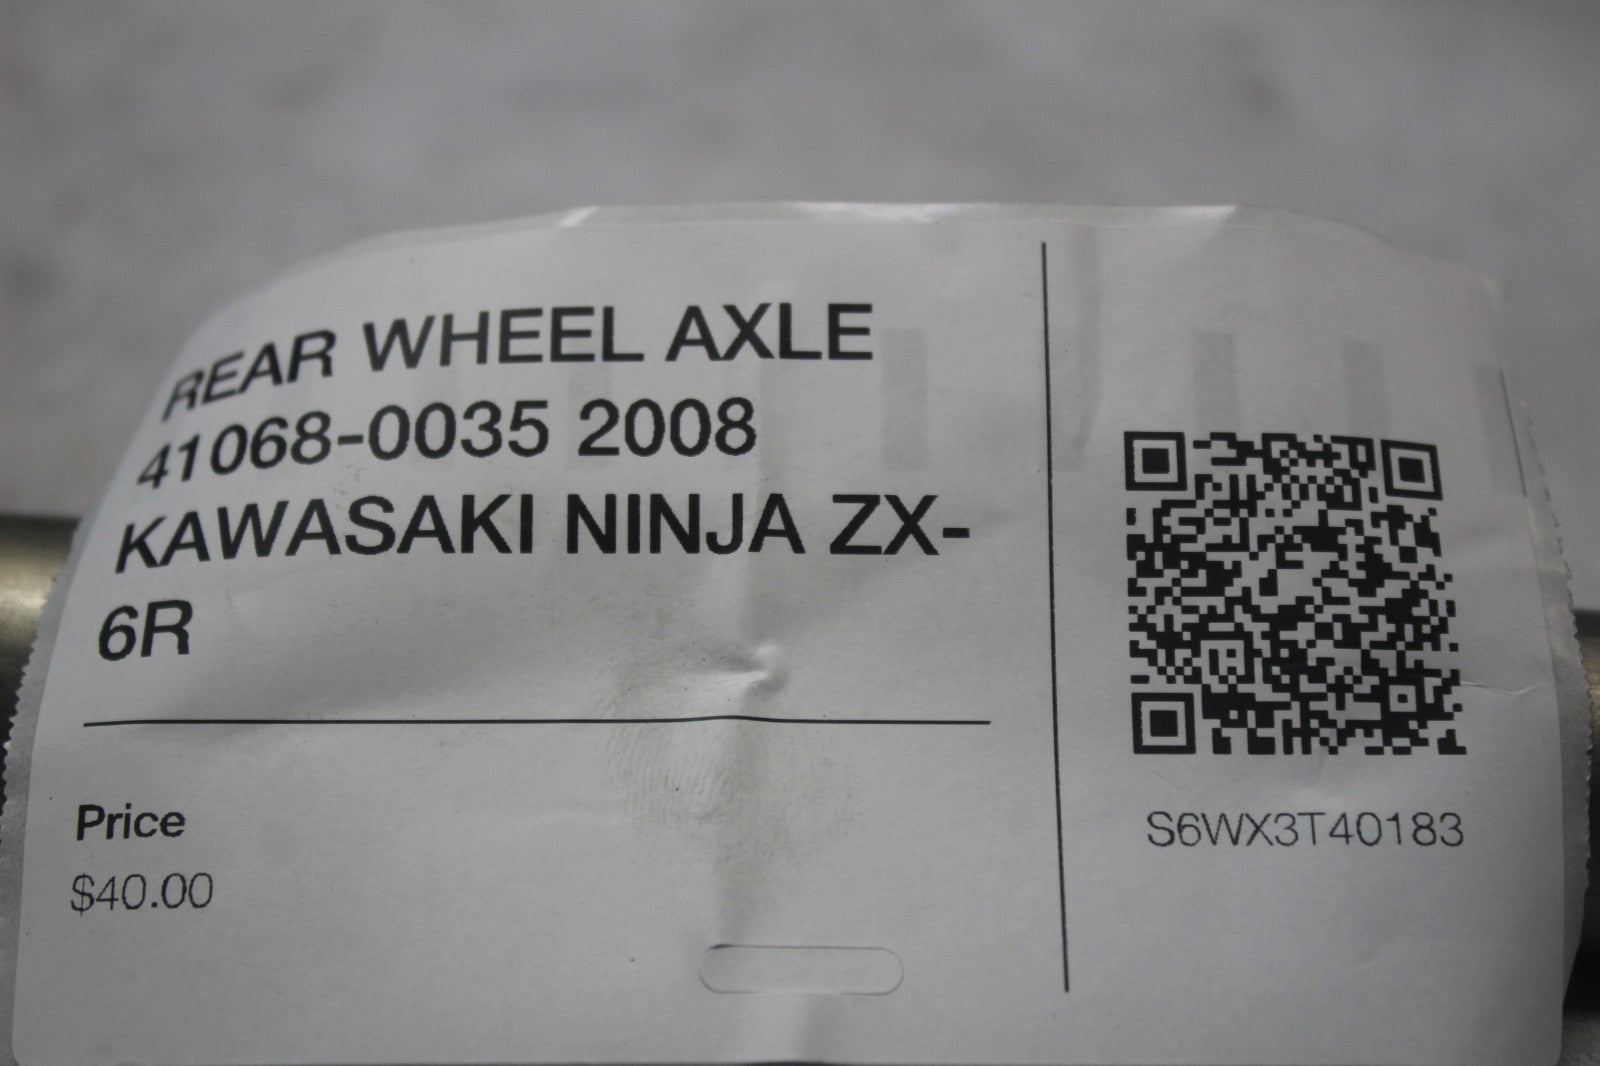 REAR WHEEL AXLE
41068-0035 2008
KAWASAKI NINJA ZX-
6R
Price
$40.00
S6WX3T40183